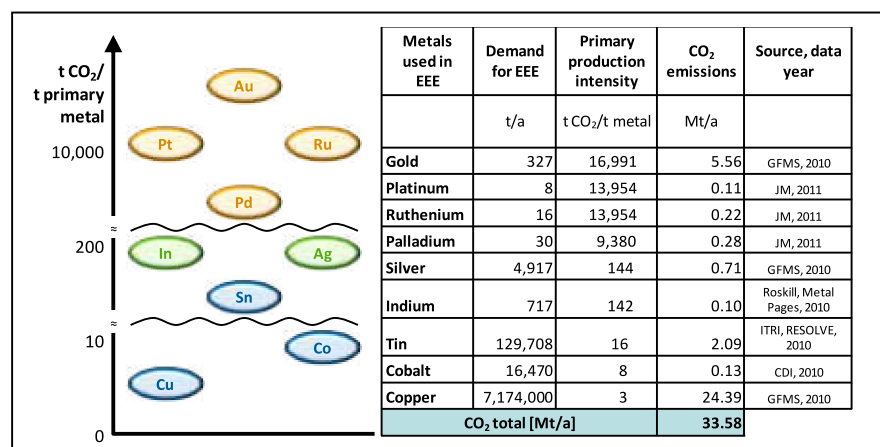 t CO₂/
t primary
metal
10,000
≈
200
≈
10
0
Au
Pt Ru
Pd
In Ag
Sn
Co
Cu
Metals used in EEE | Demand for EEE | Primary production intensity | CO₂ emissions | Source, data year
t/a | t CO₂/t metal | Mt/a
Gold | 327 | 16,991 | 5.56 | GFMS, 2010
Platinum | 8 | 13,954 | 0.11 | JM, 2011
Ruthenium | 16 | 13,954 | 0.22 | JM, 2011
Palladium | 30 | 9,380 | 0.28 | JM, 2011
Silver | 4,917 | 144 | 0.71 | GFMS, 2010
Indium | 717 | 142 | 0.10 | Roskill, Metal Pages, 2010
Tin | 129,708 | 16 | 2.09 | ITRI, RESOLVE, 2010
Cobalt | 16,470 | 8 | 0.13 | CDI, 2010
Copper | 7,174,000 | 3 | 24.39 | GFMS, 2010
CO₂ total [Mt/a] | 33.58